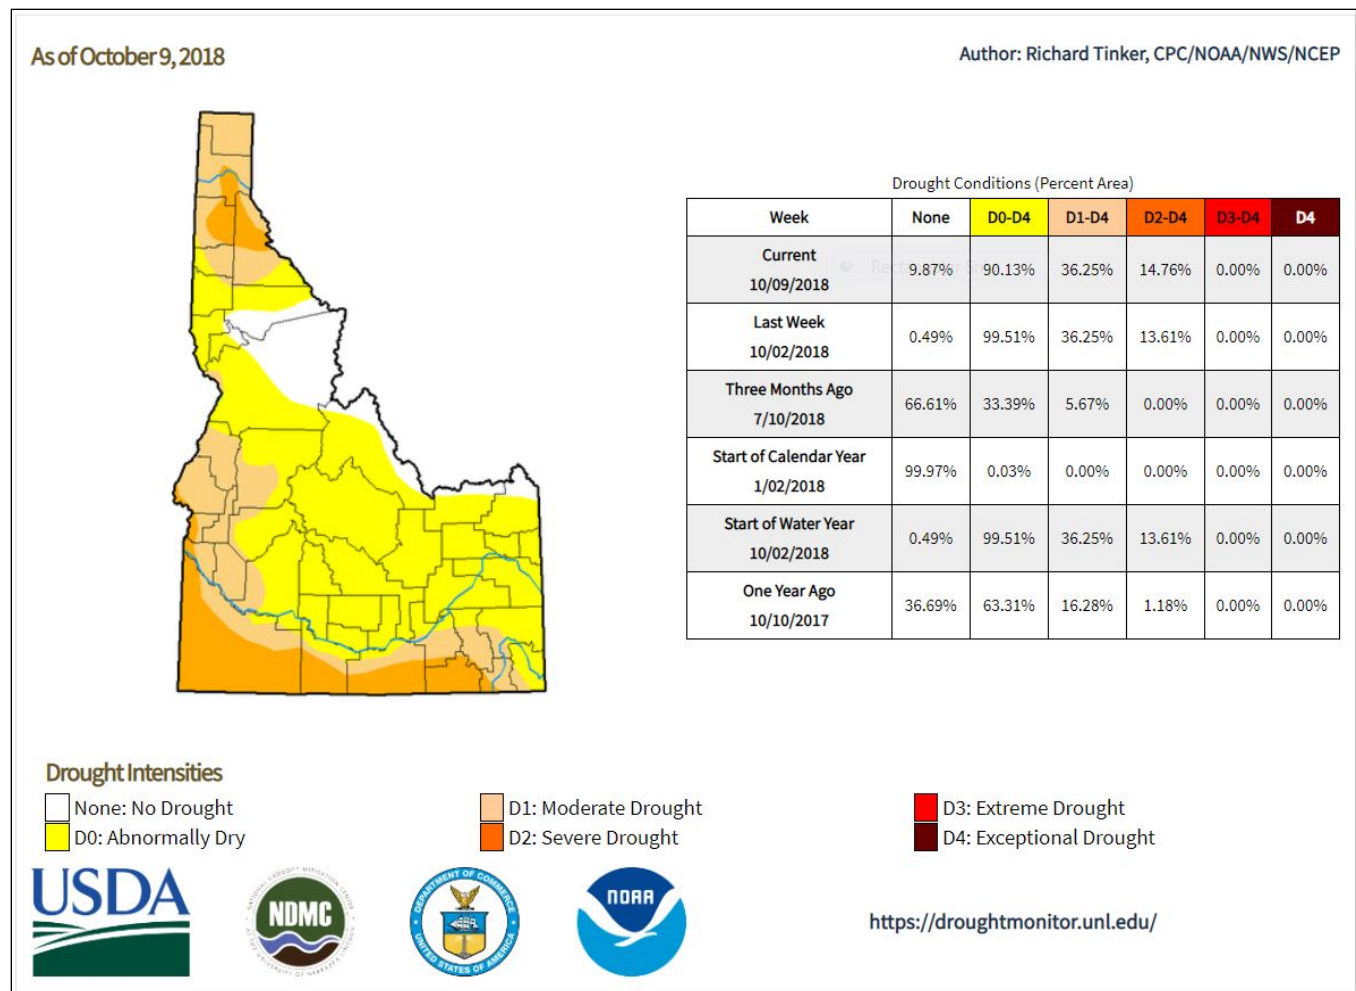 As of October 9, 2018
Author: Richard Tinker, CPC/NOAA/NWS/NCEP
Drought Conditions (Percent Area)
Week None D0-D4 D1-D4 D2-D4 D3-D4 D4
Current
10/09/2018
9.87% 90.13% 36.25% 14.76% 0.00% 0.00%
Last Week
10/02/2018
0.49% 99.51% 36.25% 13.61% 0.00% 0.00%
Three Months Ago
7/10/2018
66.61% 33.39% 5.67% 0.00% 0.00% 0.00%
Start of Calendar Year
1/02/2018
99.97% 0.03% 0.00% 0.00% 0.00% 0.00%
Start of Water Year
10/02/2018
0.49% 99.51% 36.25% 13.61% 0.00% 0.00%
One Year Ago
10/10/2017
36.69% 63.31% 16.28% 1.18% 0.00% 0.00%
Drought Intensities
None: No Drought
D0: Abnormally Dry
D1: Moderate Drought
D2: Severe Drought
D3: Extreme Drought
D4: Exceptional Drought
USDA
NDMC
DEPARTMENT OF COMMERCE
UNITED STATES OF AMERICA
NOAA
https://droughtmonitor.unl.edu/